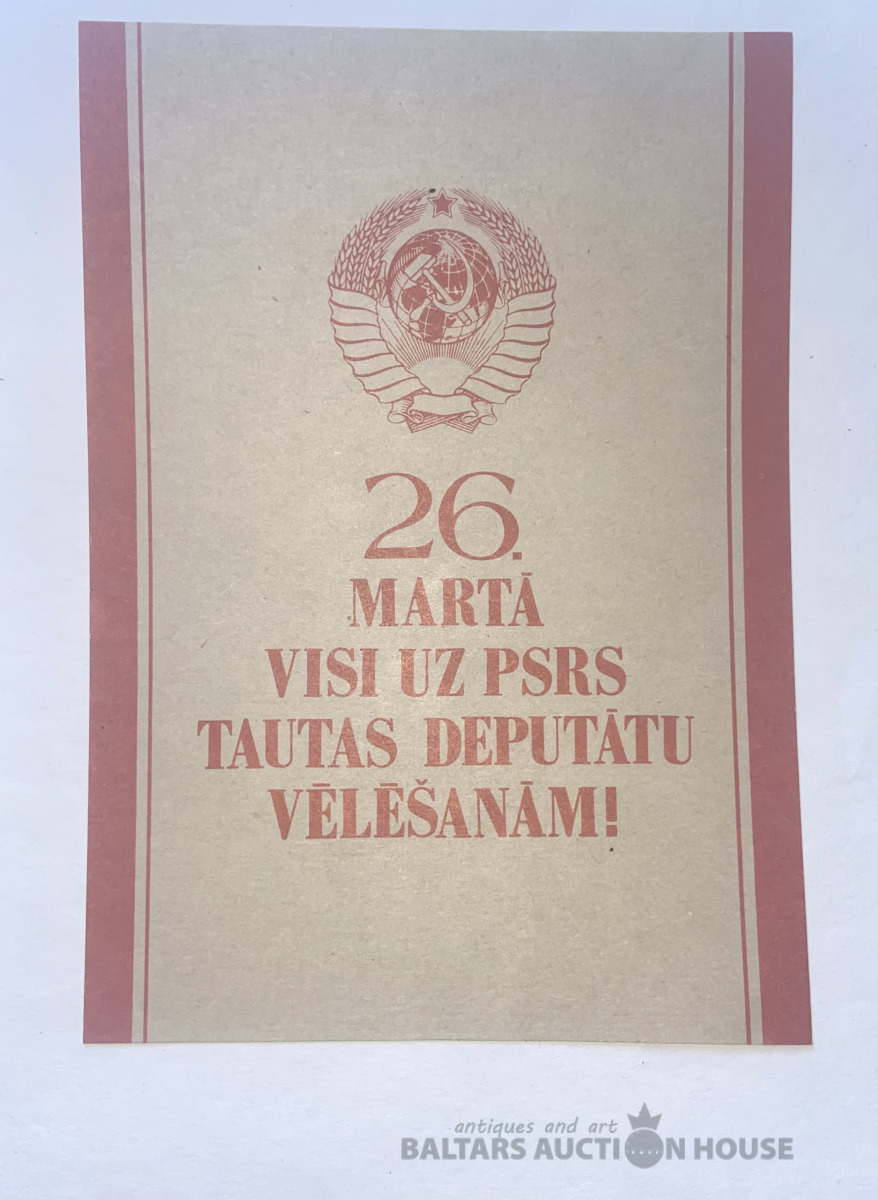 26.
MARTĀ
VISI UZ PSRS
TAUTAS DEPUTĀTU
VĒLĒŠANĀM!
antiques and art
BALTARS AUCTION HOUSE